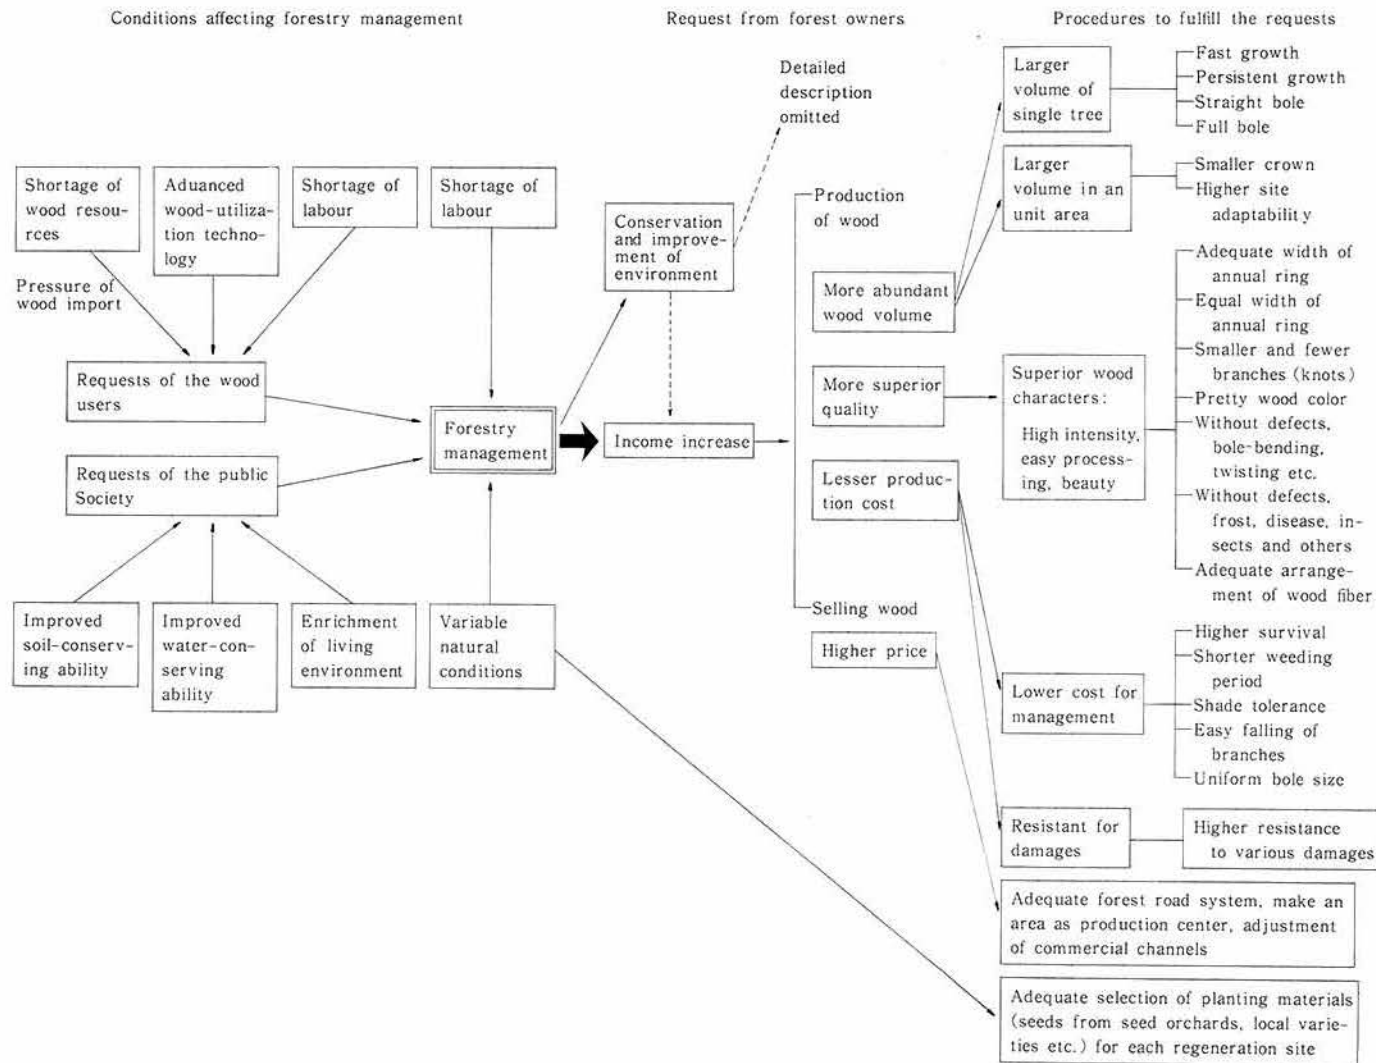 Conditions affecting forestry management
Request from forest owners
Procedures to fulfill the requests
Shortage of
wood resou-
rces
Aduanced
wood-utiliza-
tion techno-
logy
Shortage of
labour
Shortage of
labour
Pressure of
wood import
Requests of the wood
users
Requests of the public
Society
Forestry
management
Improved
soil-conserv-
ing ability
Improved
water-con-
serving
ability
Enrichment
of living
environment
Variable
natural
conditions
Detailed
description
omitted
Conservation
and improve-
ment of
environment
Income increase
Production
of wood
More abundant
wood volume
More superior
quality
Lesser produc-
tion cost
Selling wood
Higher price
Larger
volume of
single tree
Fast growth
Persistent growth
Straight bole
Full bole
Larger
volume in an
unit area
Smaller crown
Higher site
adaptability
Superior wood
characters:
High intensity,
easy process-
ing, beauty
Adequate width of
annual ring
Equal width of
annual ring
Smaller and fewer
branches (knots)
Pretty wood color
Without defects,
bole-bending,
twisting etc.
Without defects,
frost, disease, in-
sects and others
Adequate arrange-
ment of wood fiber
Lower cost for
management
Higher survival
Shorter weeding
period
Shade tolerance
Easy falling of
branches
Uniform bole size
Resistant for
damages
Higher resistance
to various damages
Adequate forest road system, make an
area as production center, adjustment
of commercial channels
Adequate selection of planting materials
(seeds from seed orchards, local varie-
ties etc.) for each regeneration site